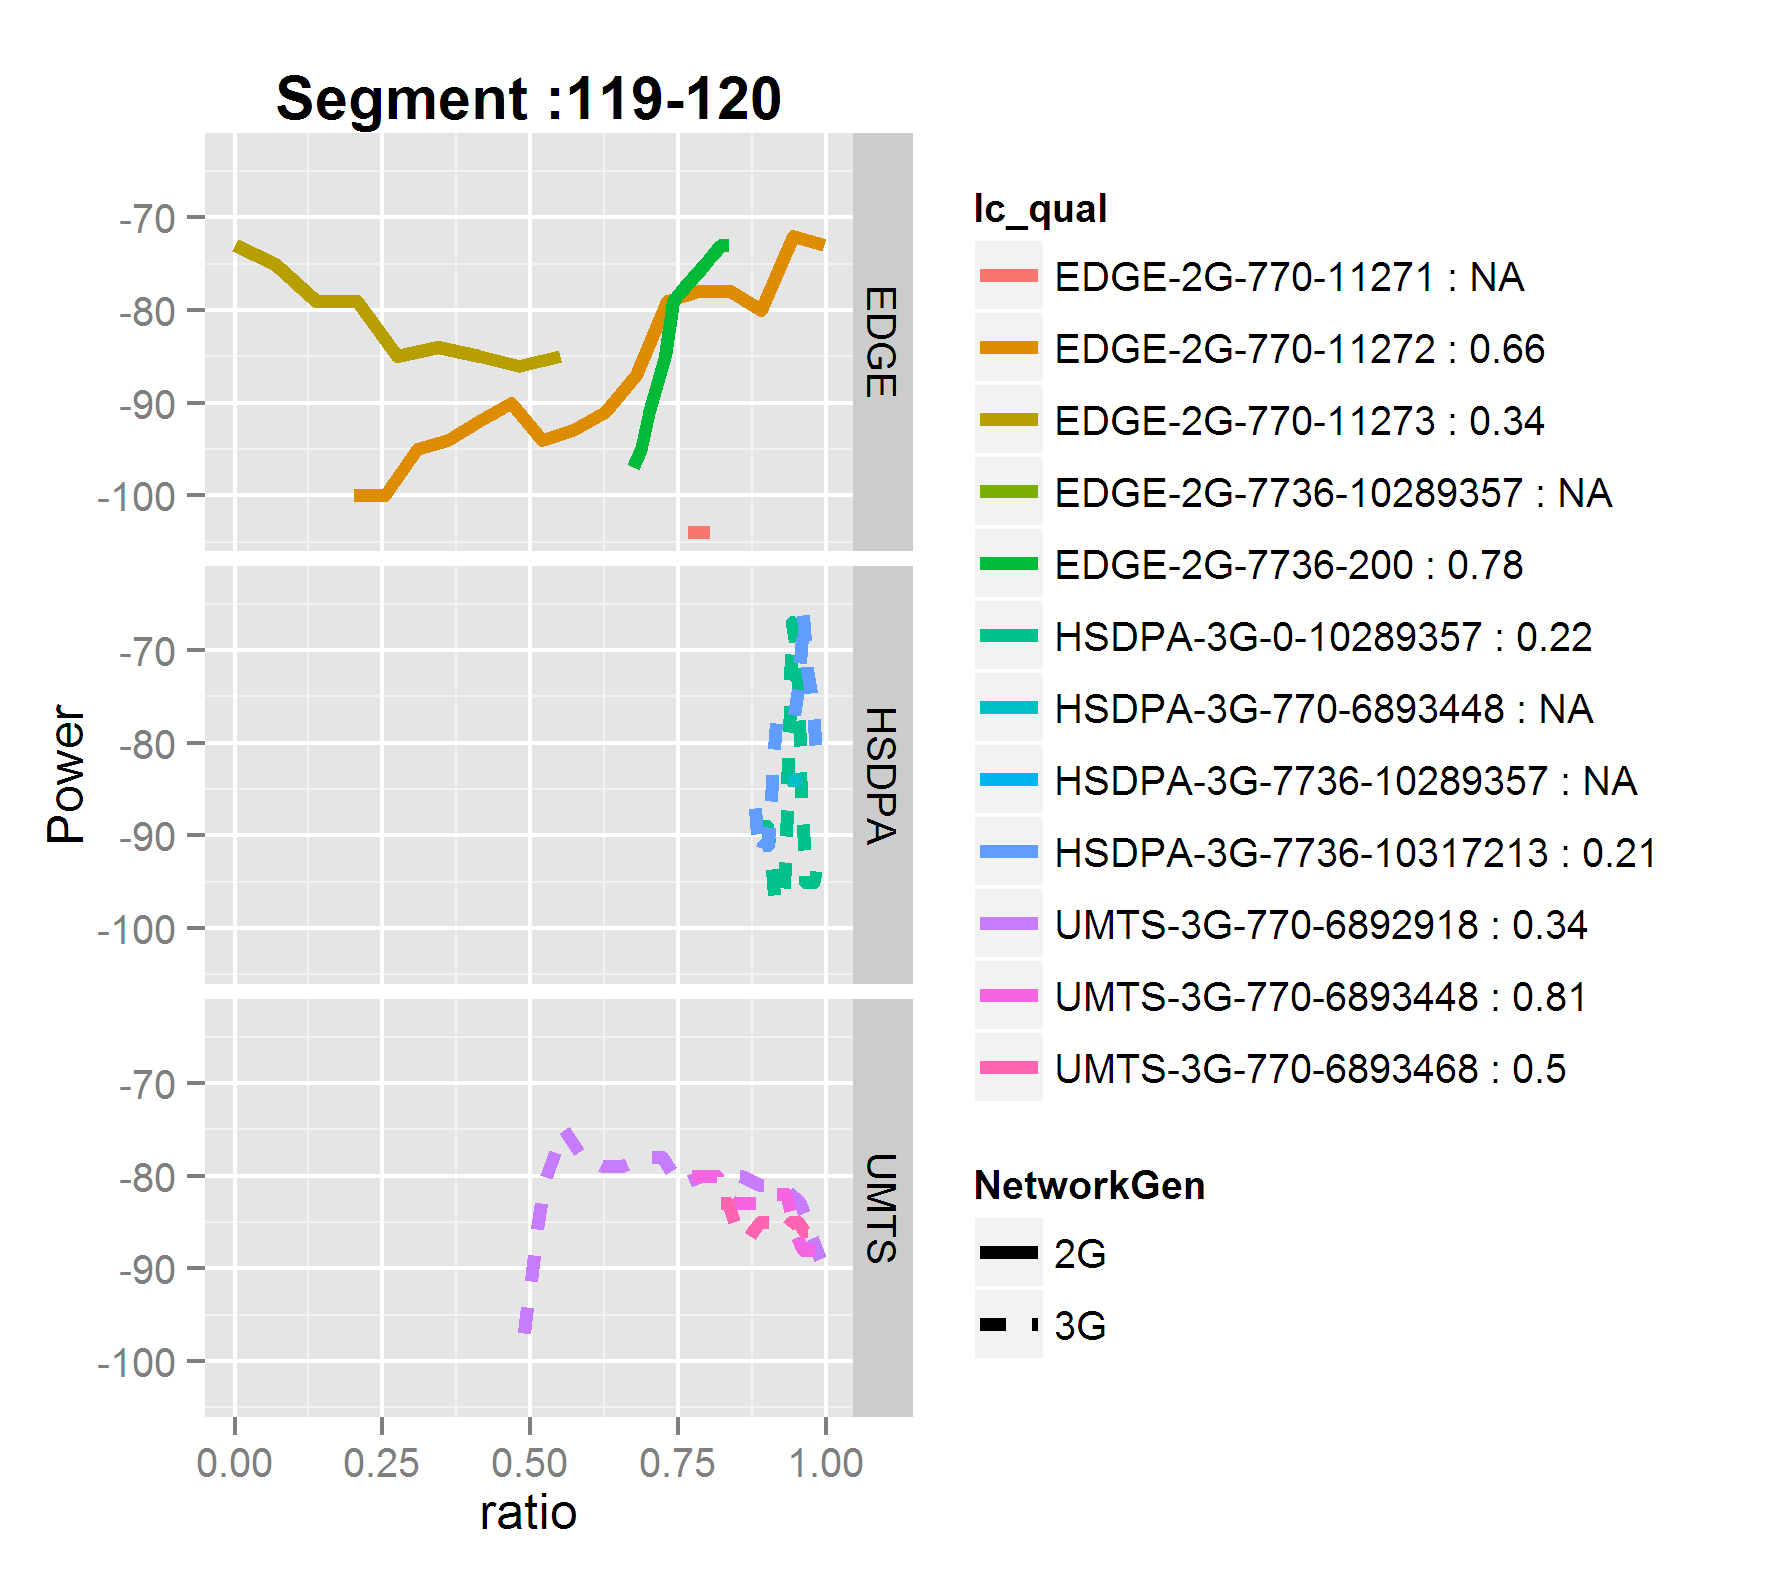 Segment :119-120
-70
-80
-90
-100
EDGE
-70
-80
-90
-100
HSDPA
-70
-80
-90
-100
UMTS
Power
0.00 0.25 0.50 0.75 1.00
ratio
lc_qual
EDGE-2G-770-11271 : NA
EDGE-2G-770-11272 : 0.66
EDGE-2G-770-11273 : 0.34
EDGE-2G-7736-10289357 : NA
EDGE-2G-7736-200 : 0.78
HSDPA-3G-0-10289357 : 0.22
HSDPA-3G-770-6893448 : NA
HSDPA-3G-7736-10289357 : NA
HSDPA-3G-7736-10317213 : 0.21
UMTS-3G-770-6892918 : 0.34
UMTS-3G-770-6893448 : 0.81
UMTS-3G-770-6893468 : 0.5
NetworkGen
2G
3G